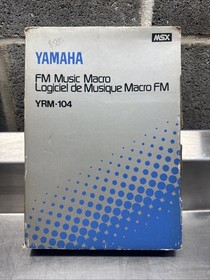 MSX
YAMAHA
FM Music Macro
Logiciel de Musique Macro FM
YRM-104